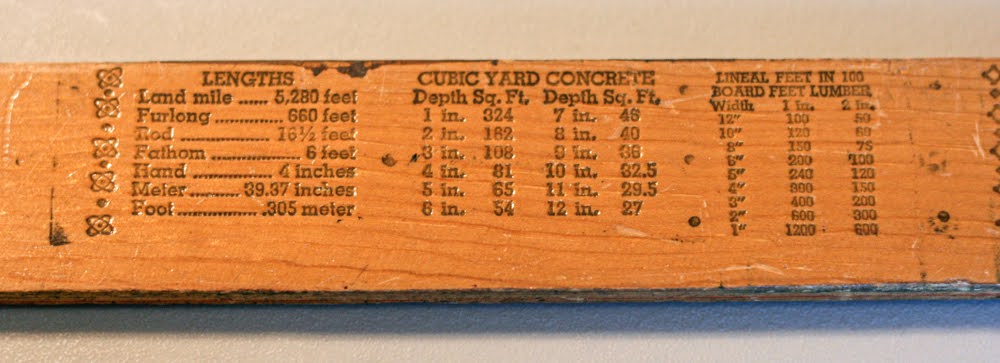 LENGTHS
Land mile ...... 5,280 feet
Furlong .............. 660 feet
Rod ................. 16½ feet
Fathom .................. 6 feet
Hand ................ 4 inches
Meter .......... 39.37 inches
Foot ................ .305 meter
CUBIC YARD CONCRETE
Depth Sq. Ft. Depth Sq. Ft.
1 in. 324 7 in. 46
2 in. 162 8 in. 40
3 in. 108 9 in. 36
4 in. 81 10 in. 32.5
5 in. 65 11 in. 29.5
6 in. 54 12 in. 27
LINEAL FEET IN 100
BOARD FEET LUMBER
Width 1 in. 2 in.
12" 100 50
10" 120 60
8" 150 75
6" 200 100
5" 240 120
4" 300 150
3" 400 200
2" 600 300
1" 1200 600